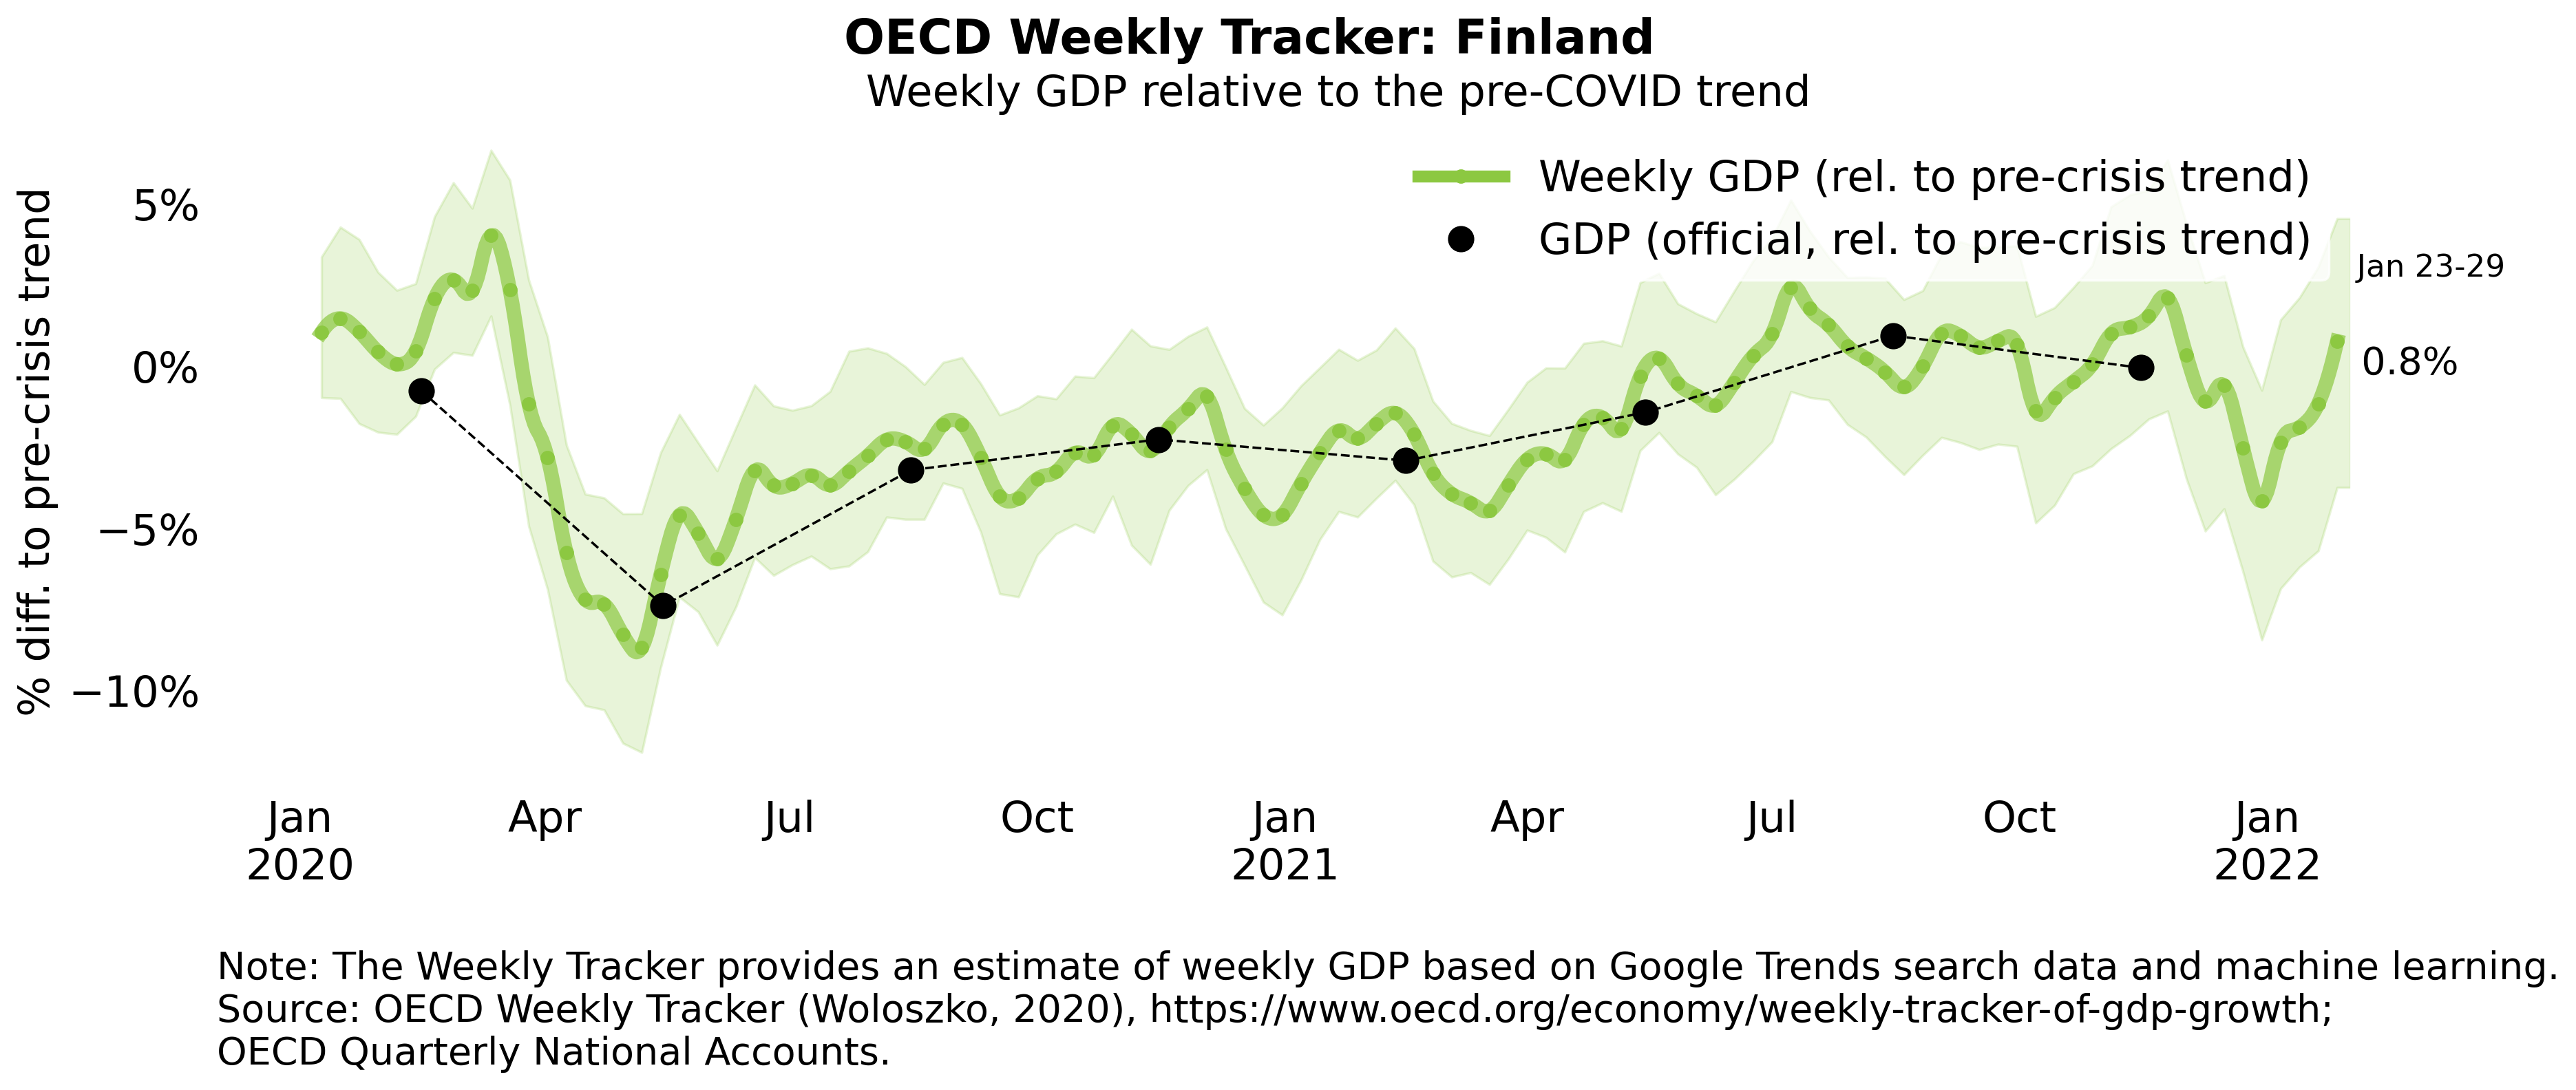 OECD Weekly Tracker: Finland
Weekly GDP relative to the pre-COVID trend
Weekly GDP (rel. to pre-crisis trend)
GDP (official, rel. to pre-crisis trend)
% diff. to pre-crisis trend
5%
0%
−5%
−10%
Jan 23-29
0.8%
Jan Apr Jul Oct Jan Apr Jul Oct Jan
2020 2021 2022
Note: The Weekly Tracker provides an estimate of weekly GDP based on Google Trends search data and machine learning.
Source: OECD Weekly Tracker (Woloszko, 2020), https://www.oecd.org/economy/weekly-tracker-of-gdp-growth;
OECD Quarterly National Accounts.